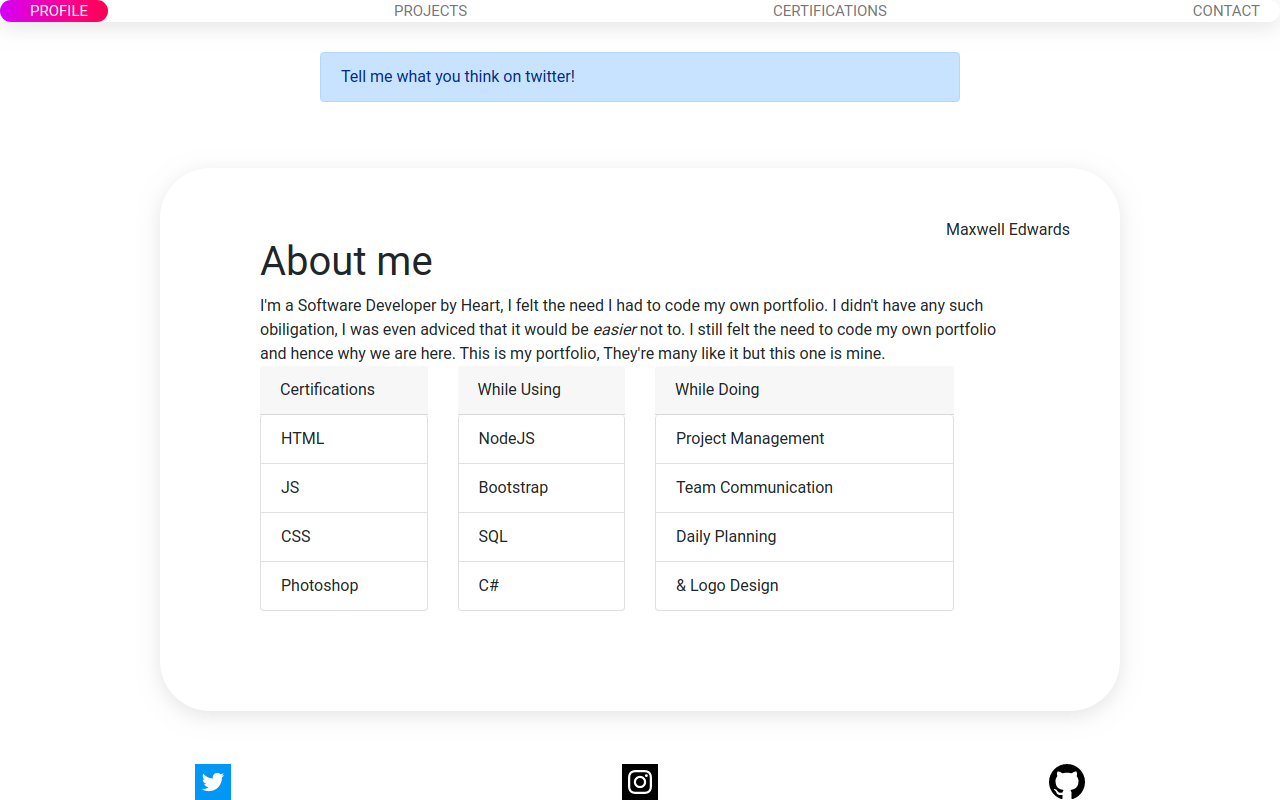 PROFILE PROJECTS CERTIFICATIONS CONTACT
Tell me what you think on twitter!
Maxwell Edwards
About me
I'm a Software Developer by Heart, I felt the need I had to code my own portfolio. I didn't have any such
obiligation, I was even adviced that it would be easier not to. I still felt the need to code my own portfolio
and hence why we are here. This is my portfolio, They're many like it but this one is mine.
Certifications While Using While Doing
HTML NodeJS Project Management
JS Bootstrap Team Communication
CSS SQL Daily Planning
Photoshop C# & Logo Design